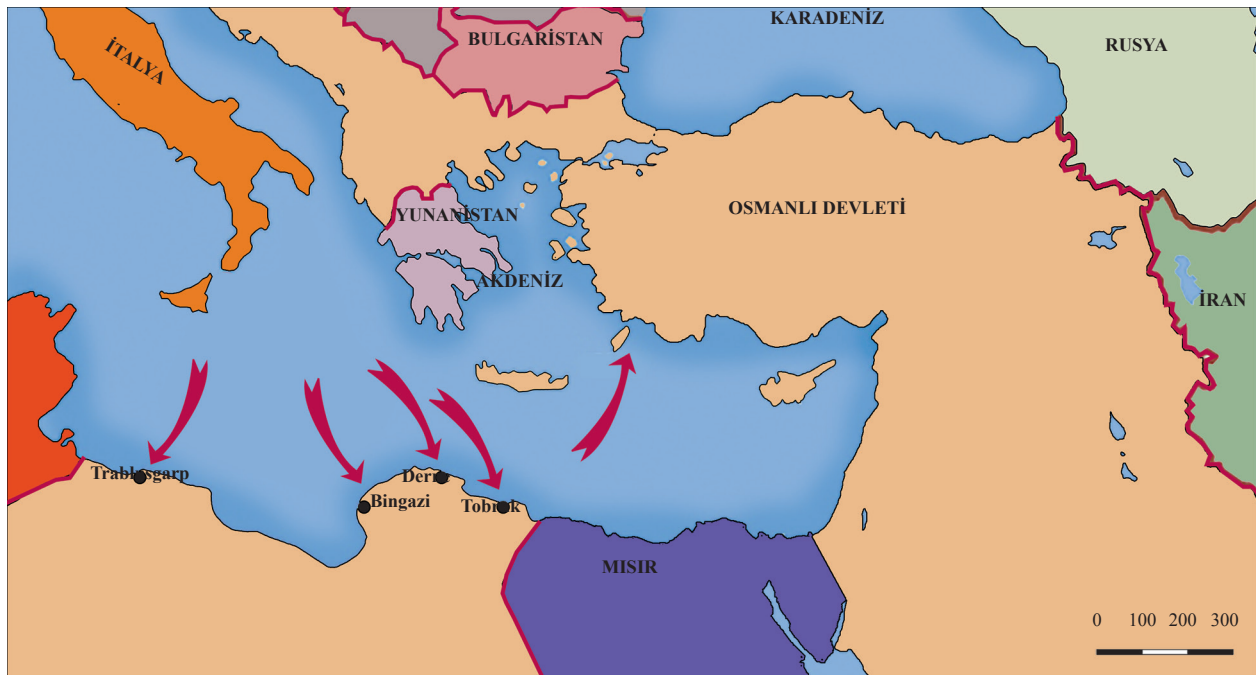 KARADENİZ
BULGARİSTAN
RUSYA
İTALYA
OSMANLI DEVLETİ
YUNANİSTAN
AKDENİZ
İRAN
Trablusgarp
Derne
Bingazi
Tobruk
MISIR
0 100 200 300